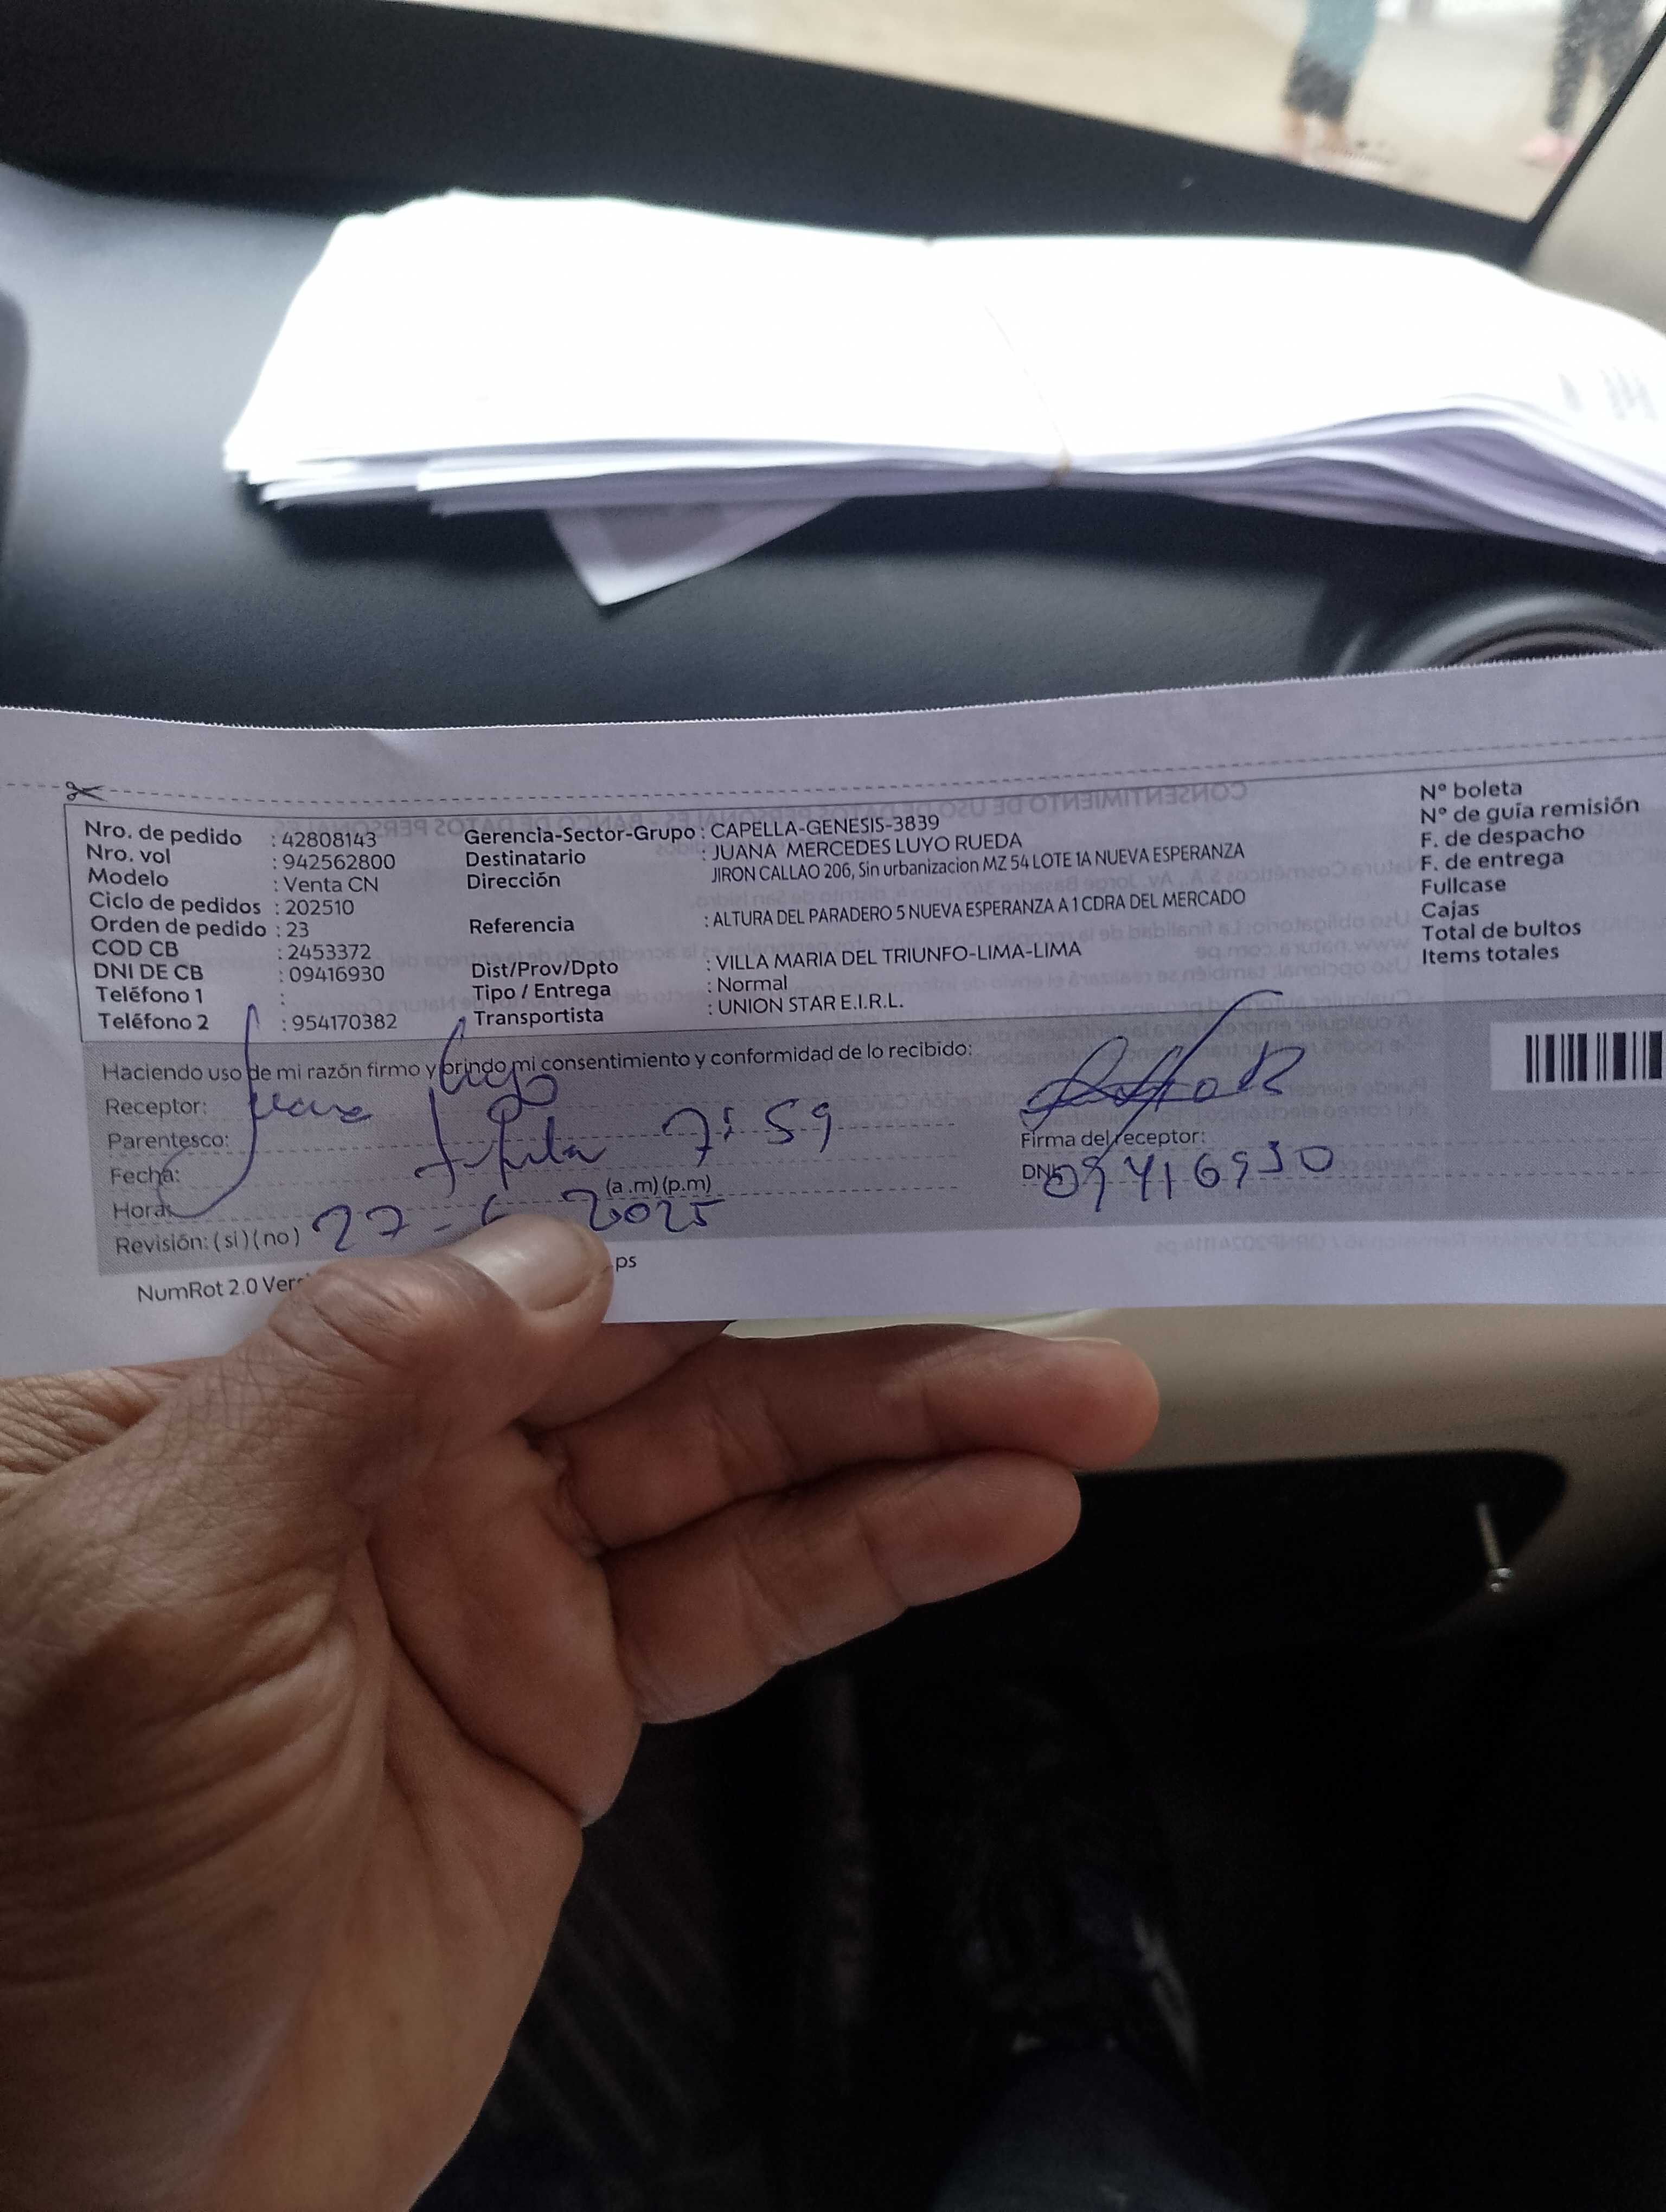 Nro. de pedido : 42808143
Nro. vol : 942562800
Modelo : Venta CN
Ciclo de pedidos : 202510
Orden de pedido : 23
COD CB : 2453372
DNI DE CB : 09416930
Teléfono 1 :
Teléfono 2 : 954170382
Gerencia-Sector-Grupo : CAPELLA-GENESIS-3839
Destinatario : JUANA MERCEDES LUYO RUEDA
Dirección JIRON CALLAO 206, Sin urbanizacion MZ 54 LOTE 1A NUEVA ESPERANZA
Referencia : ALTURA DEL PARADERO 5 NUEVA ESPERANZA A 1 CDRA DEL MERCADO
Dist/Prov/Dpto : VILLA MARIA DEL TRIUNFO-LIMA-LIMA
Tipo / Entrega : Normal
Transportista : UNION STAR E.I.R.L.
N° boleta
N° de guía remisión
F. de despacho
F. de entrega
Fullcase
Cajas
Total de bultos
Items totales
Haciendo uso de mi razón firmo y brindo mi consentimiento y conformidad de lo recibido:
Receptor: Juana Luyo
Parentesco: titular 7:59
Fecha:
Hora: (a.m)(p.m)
Revisión: (si)(no) 27 - 2025
Firma del receptor:
DNI: 09416930
NumRot 2.0 ps